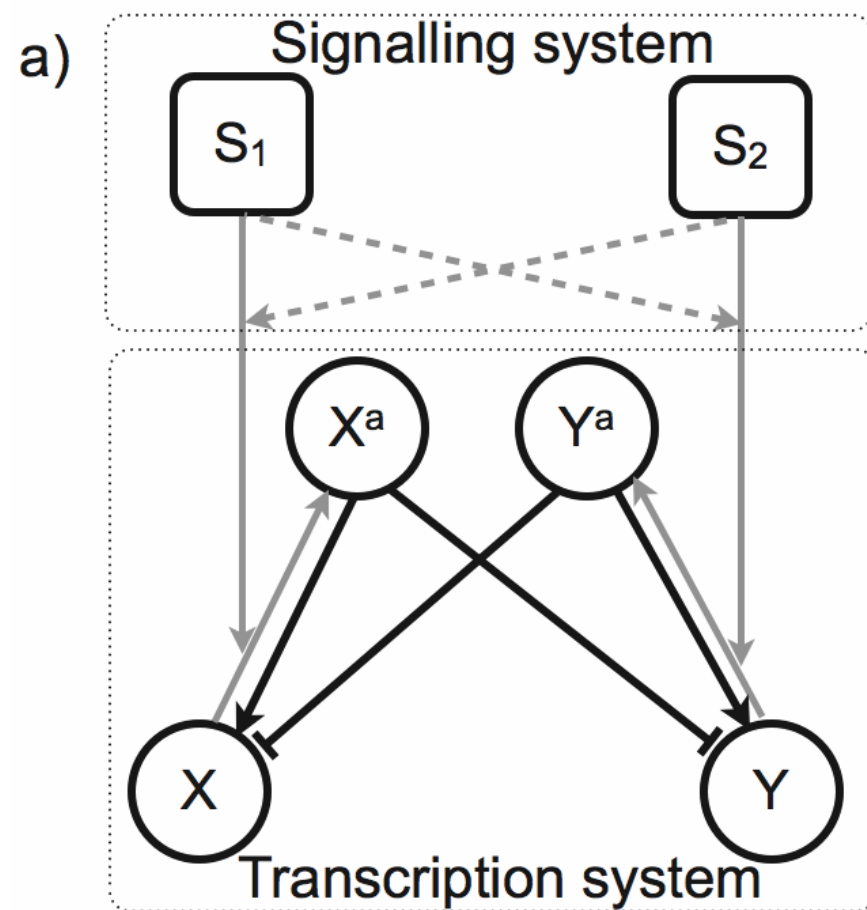 a)
Signalling system
S₁
S₂
Xᵃ
Yᵃ
X
Y
Transcription system